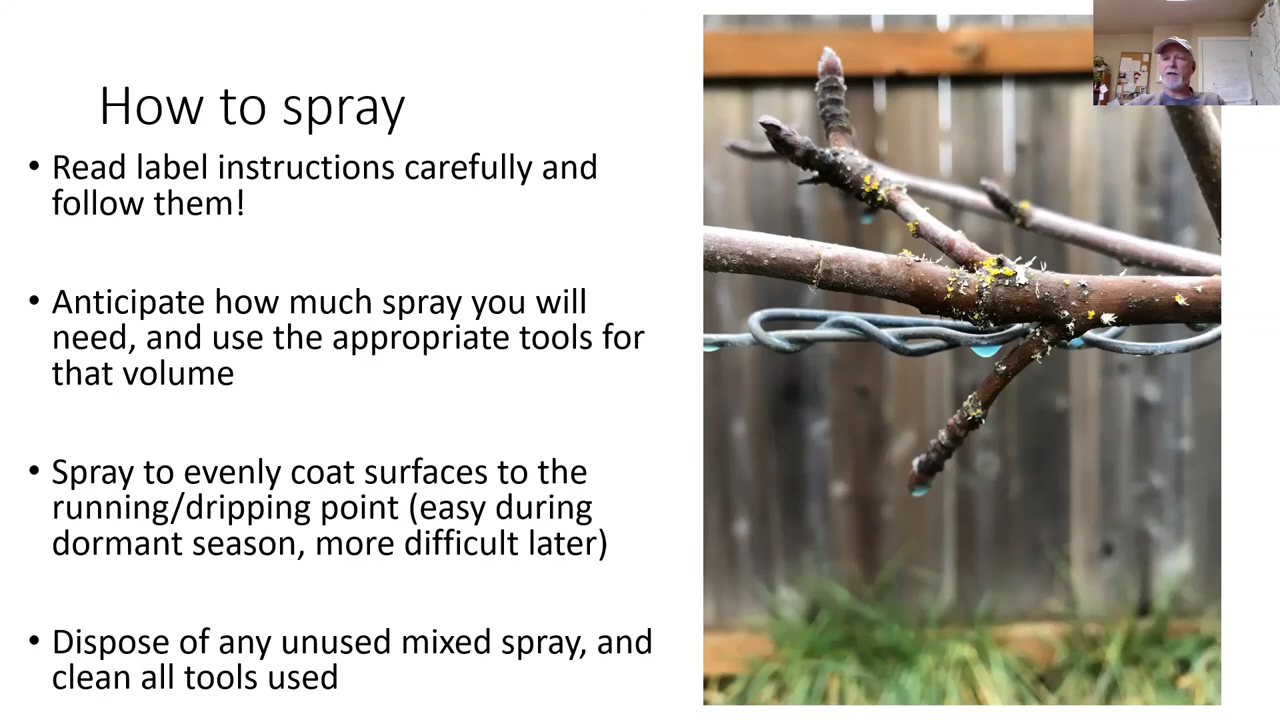 How to spray
• Read label instructions carefully and
follow them!
• Anticipate how much spray you will
need, and use the appropriate tools for
that volume
• Spray to evenly coat surfaces to the
running/dripping point (easy during
dormant season, more difficult later)
• Dispose of any unused mixed spray, and
clean all tools used